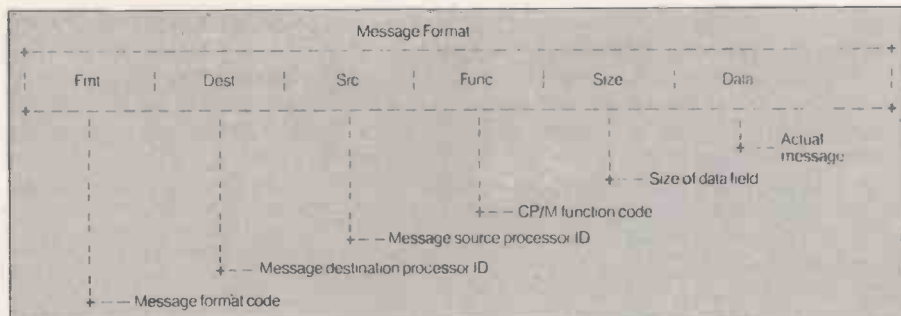 Message Format
Fmt Dest Src Func Size Data
Actual
message
Size of data field
CP/M function code
Message source processor ID
Message destination processor ID
Message format code